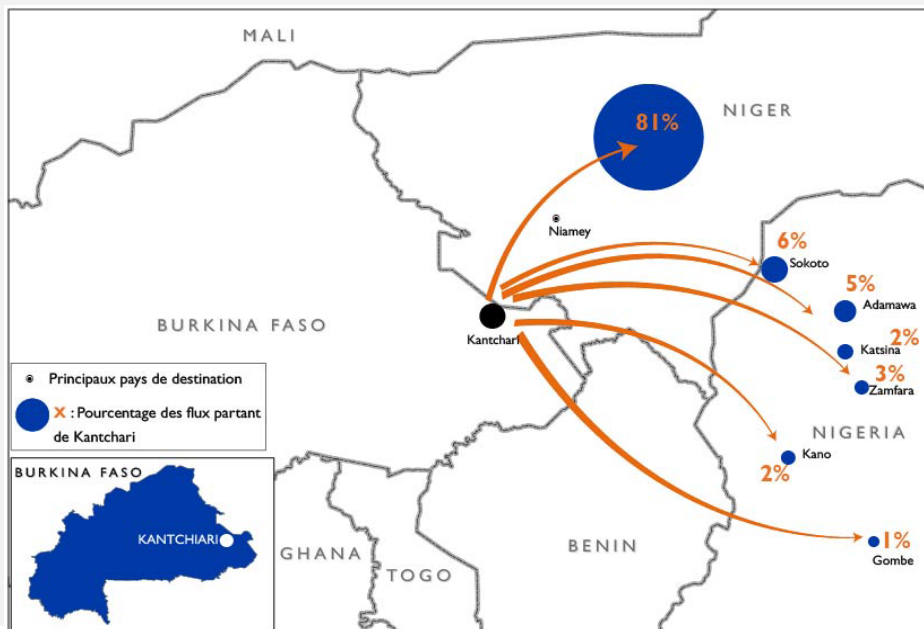 MALI
NIGER
81%
Niamey
6%
Sokoto
5%
Adamawa
2%
Katsina
3%
Zamfara
BURKINA FASO
Kantchari
NIGERIA
Kano
2%
1%
Gombe
BENIN
GHANA
TOGO
Principaux pays de destination
X : Pourcentage des flux partant
de Kantchari
BURKINA FASO
KANTCHIARI